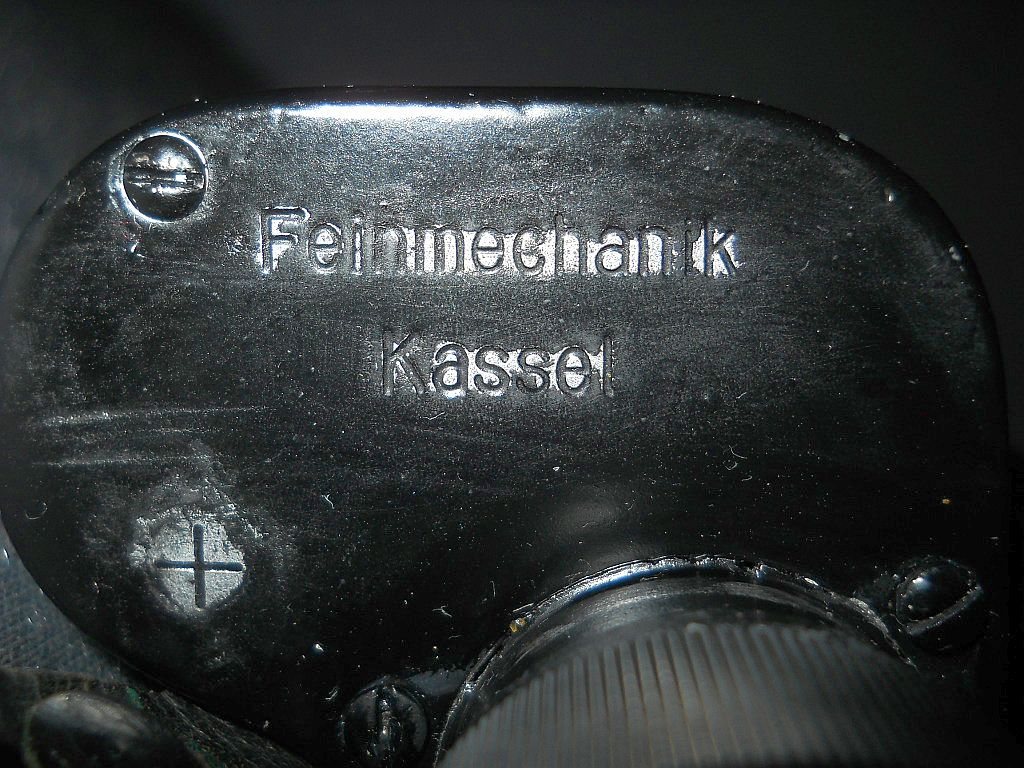 Feinmechanik
Kassel
+